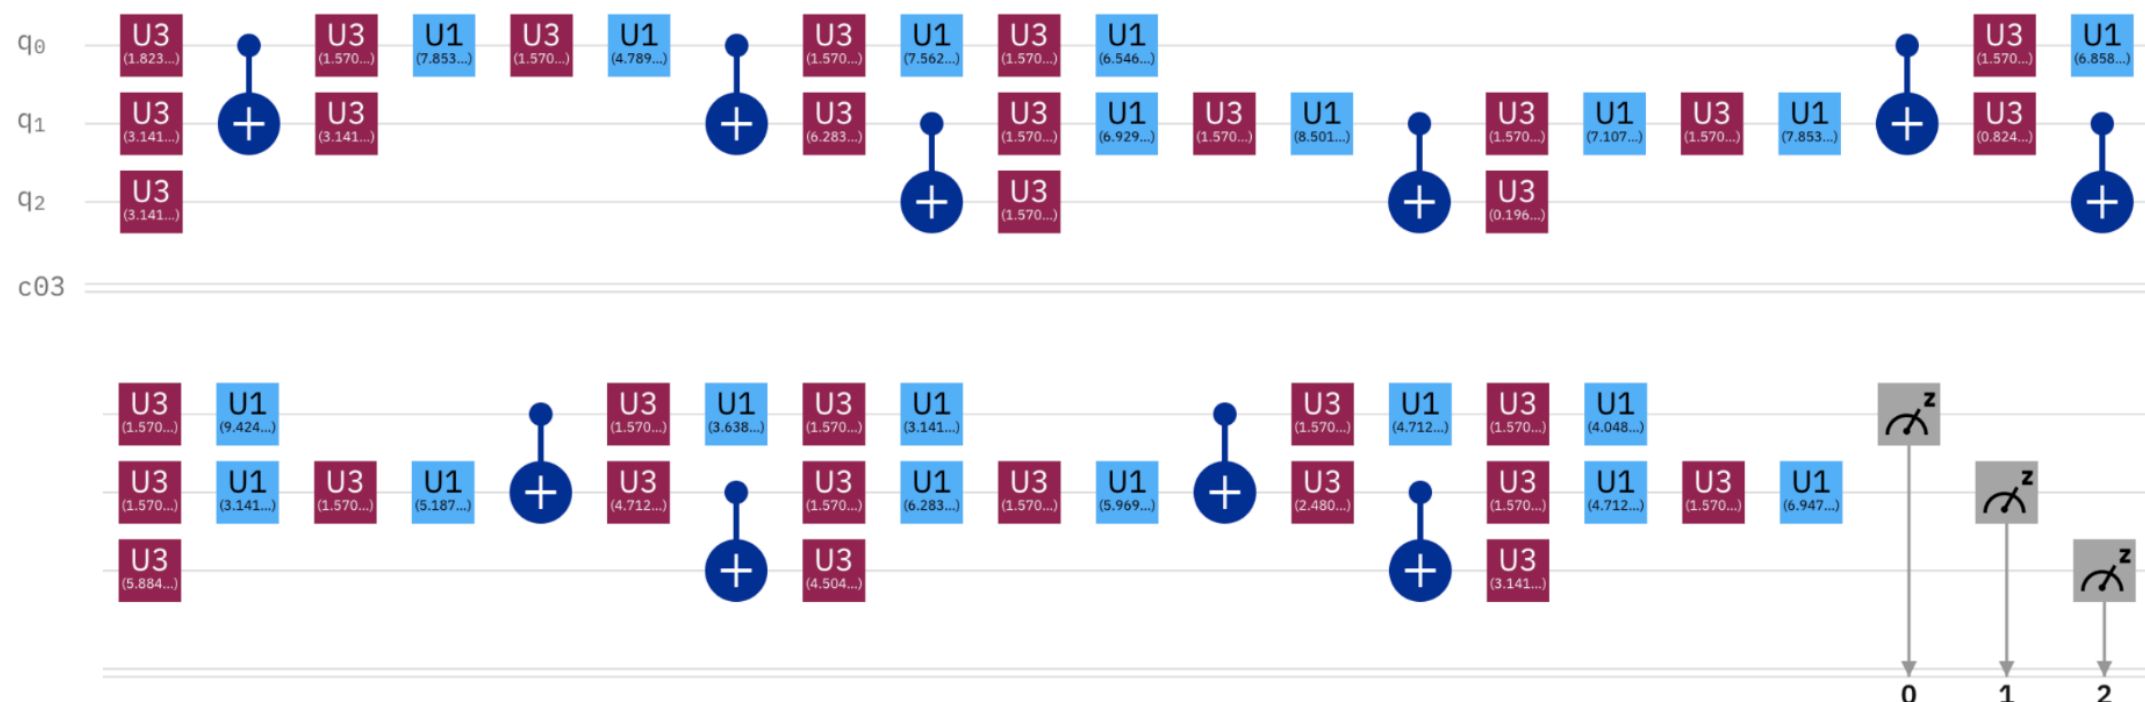 q0 U3 U3 U1 U3 U1 U3 U1 U3 U1 U3 U1
(1.823...) (1.570...) (7.853...) (1.570...) (4.789...) (1.570...) (7.562...) (1.570...) (6.546...) (1.570...) (6.858...)
q1 U3 U3 U3 U3 U1 U3 U1 U3 U1 U3 U1 U3
(3.141...) (3.141...) (6.283...) (1.570...) (6.929...) (1.570...) (8.501...) (1.570...) (7.107...) (1.570...) (7.853...) (0.824...)
q2 U3 U3 U3
(3.141...) (1.570...) (0.196...)
c03
U3 U1 U3 U1 U3 U1 U3 U1 U3 U1 z
(1.570...) (9.424...) (1.570...) (3.638...) (1.570...) (3.141...) (1.570...) (4.712...) (1.570...) (4.048...)
U3 U1 U3 U1 U3 U3 U1 U3 U1 U3 U3 U1 U3 U1 z
(1.570...) (3.141...) (1.570...) (5.187...) (4.712...) (1.570...) (6.283...) (1.570...) (5.969...) (2.480...) (1.570...) (4.712...) (1.570...) (6.947...)
U3 U3 U3 z
(5.884...) (4.504...) (3.141...)
0 1 2